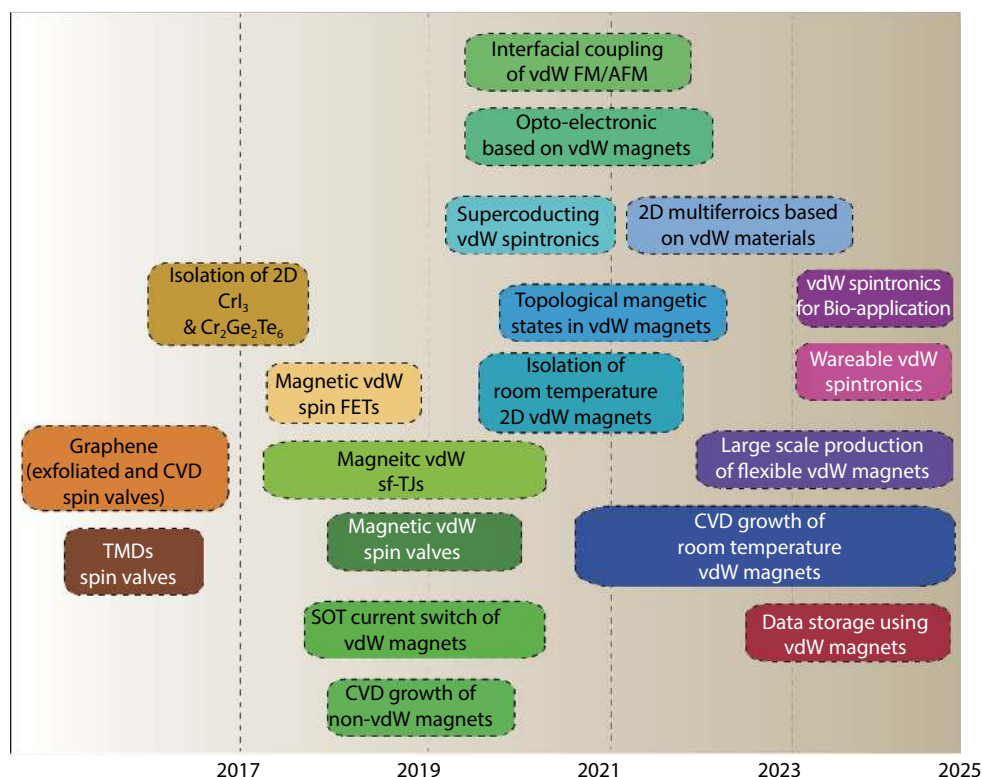 Interfacial coupling
of vdW FM/AFM
Opto-electronic
based on vdW magnets
Supercoducting
vdW spintronics
2D multiferroics based
on vdW materials
Isolation of 2D
CrI₃
& Cr₂Ge₂Te₆
Topological mangetic
states in vdW magnets
vdW spintronics
for Bio-application
Magnetic vdW
spin FETs
Isolation of
room temperature
2D vdW magnets
Wareable vdW
spintronics
Graphene
(exfoliated and CVD
spin valves)
Magneitc vdW
sf-TJs
Large scale production
of flexible vdW magnets
TMDs
spin valves
Magnetic vdW
spin valves
CVD growth of
room temperature
vdW magnets
SOT current switch of
vdW magnets
Data storage using
vdW magnets
CVD growth of
non-vdW magnets
2017
2019
2021
2023
2025